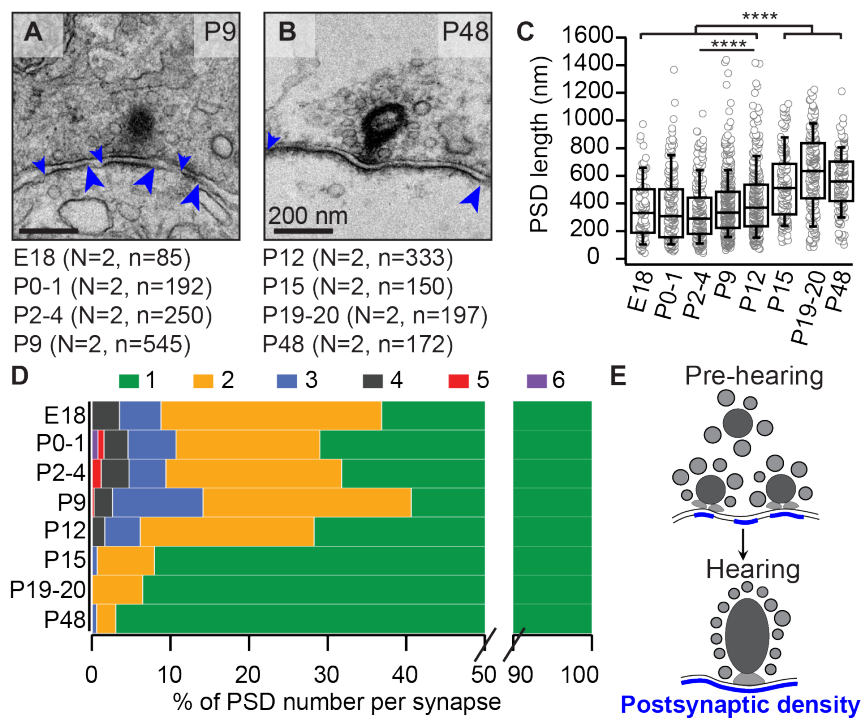 A
P9
B
P48
200 nm
E18 (N=2, n=85)
P0-1 (N=2, n=192)
P2-4 (N=2, n=250)
P9 (N=2, n=545)
P12 (N=2, n=333)
P15 (N=2, n=150)
P19-20 (N=2, n=197)
P48 (N=2, n=172)
C
PSD length (nm)
1600
1400
1200
1000
800
600
400
200
0
****
****
E18
P0-1
P2-4
P9
P12
P15
P19-20
P48
D
1
2
3
4
5
6
E18
P0-1
P2-4
P9
P12
P15
P19-20
P48
0
10
20
30
40
50
90
100
% of PSD number per synapse
E
Pre-hearing
Hearing
Postsynaptic density